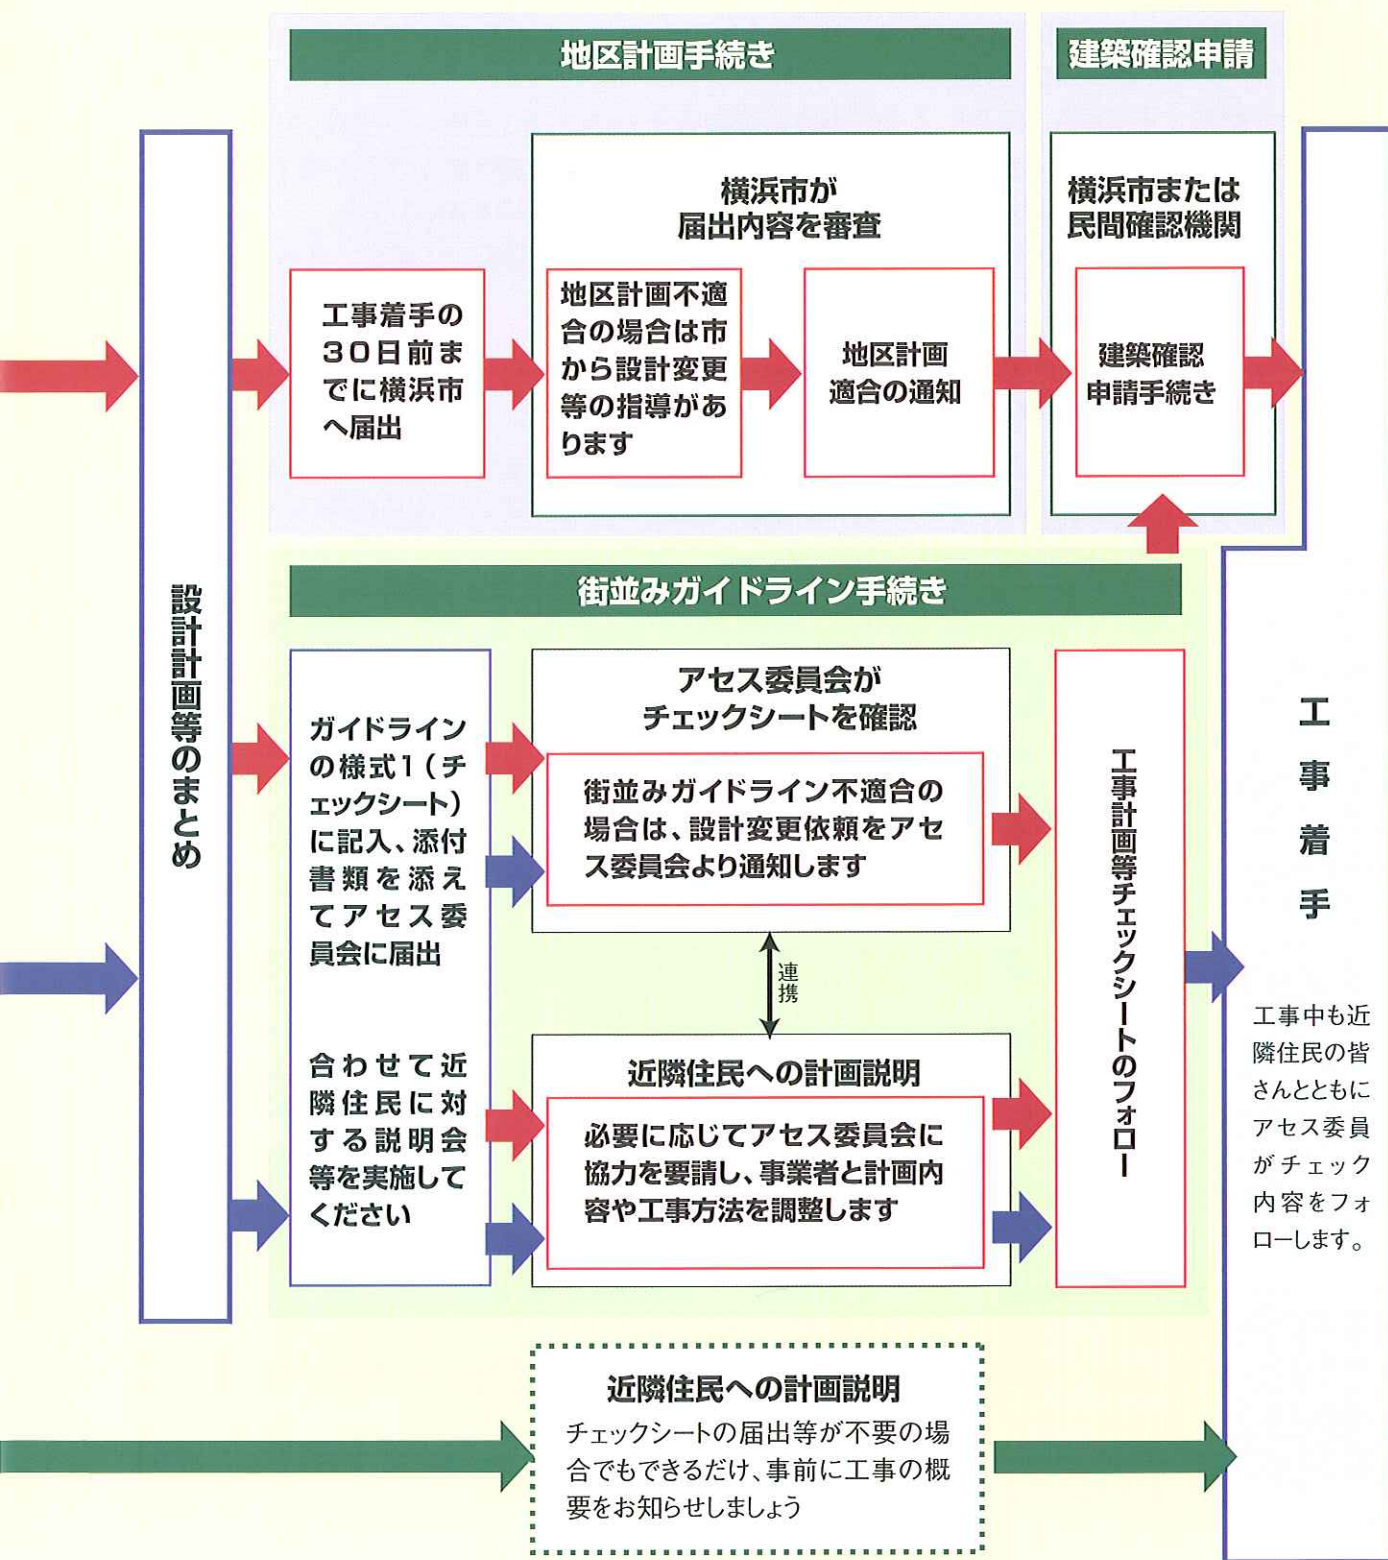 地区計画手続き
建築確認申請
設計計画等のまとめ
工事着手の
30日前ま
でに横浜市
へ届出
横浜市が
届出内容を審査
地区計画不適
合の場合は市
から設計変更
等の指導があ
ります
地区計画
適合の通知
横浜市または
民間確認機関
建築確認
申請手続き
街並みガイドライン手続き
ガイドライン
の様式1(チ
ェックシート)
に記入、添付
書類を添え
てアセス委
員会に届出
合わせて近
隣住民に対
する説明会
等を実施して
ください
アセス委員会が
チェックシートを確認
街並みガイドライン不適合の
場合は、設計変更依頼をアセ
ス委員会より通知します
連携
近隣住民への計画説明
必要に応じてアセス委員会に
協力を要請し、事業者と計画内
容や工事方法を調整します
工事計画等チェックシートのフォロー
工事着手
工事中も近
隣住民の皆
さんとともに
アセス委員
がチェック
内容をフォ
ローします。
近隣住民への計画説明
チェックシートの届出等が不要の場
合でもできるだけ、事前に工事の概
要をお知らせしましょう